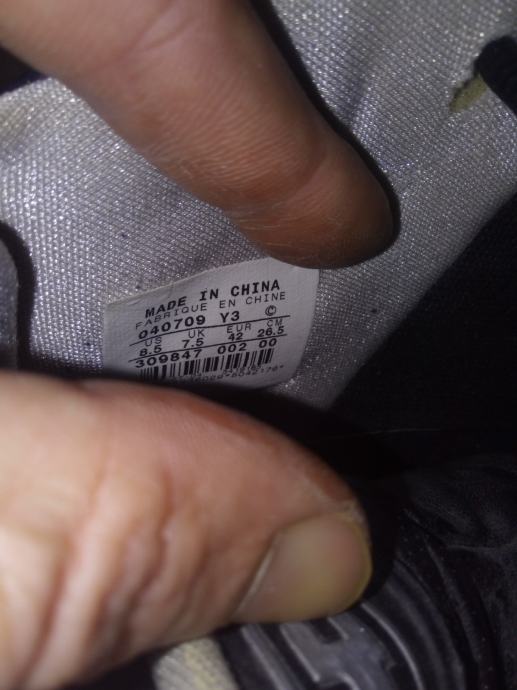 MADE IN CHINA
FABRIQUE EN CHINE
040709 Y3 ©
US UK EUR CM
8.5 7.5 42 26.5
309847 002 00